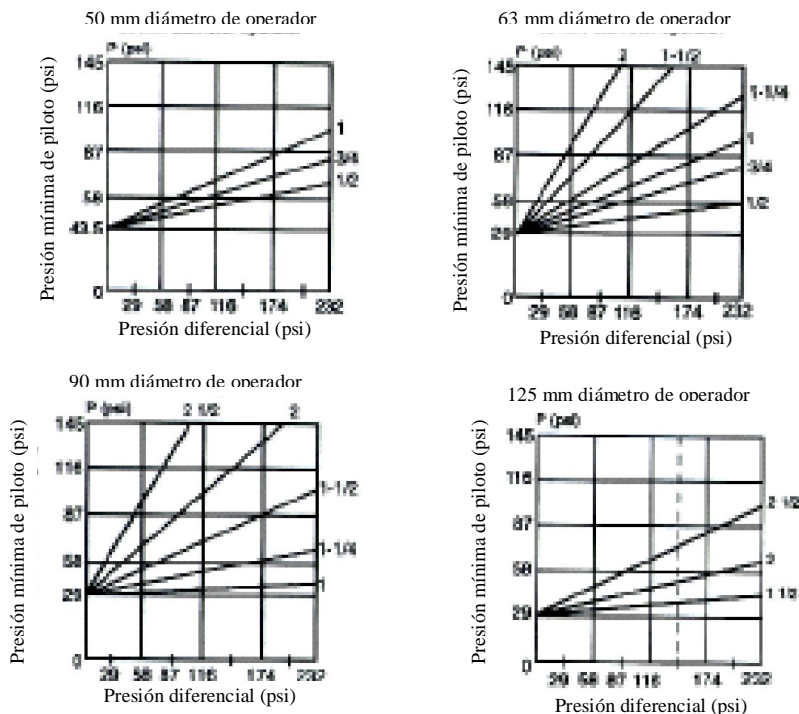 50 mm diámetro de operador
P (psi)
145
116
87
58
43.5
0
1
3/4
1/2
29 58 87 116 174 232
Presión mínima de piloto (psi)
Presión diferencial (psi)
63 mm diámetro de operador
P (psi)
2
1-1/2
145
116
87
58
29
0
1-1/4
1
3/4
1/2
29 58 87 116 174 232
Presión mínima de piloto (psi)
Presión diferencial (psi)
90 mm diámetro de operador
P (psi)
2 1/2
2
145
116
87
58
29
0
1-1/2
1-1/4
1
29 58 87 116 174 232
Presión mínima de piloto (psi)
Presión diferencial (psi)
125 mm diámetro de operador
P (psi)
145
116
87
58
29
0
2 1/2
2
1 1/2
29 58 87 116 174 232
Presión mínima de piloto (psi)
Presión diferencial (psi)